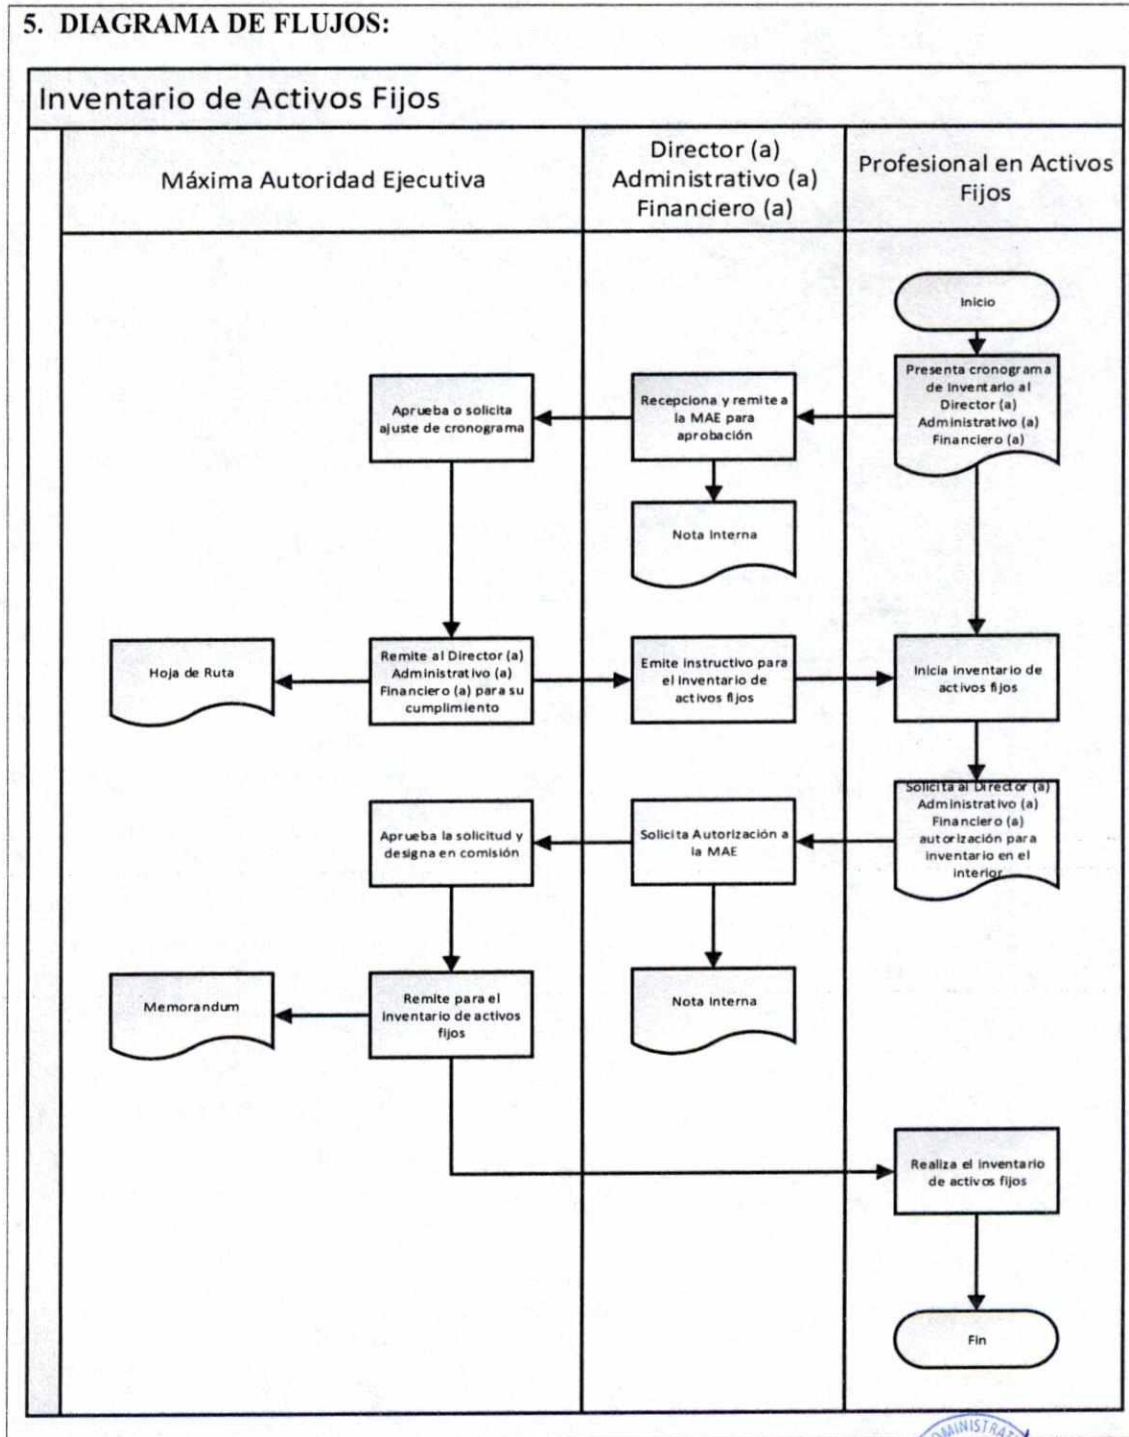 5. DIAGRAMA DE FLUJOS:
Inventario de Activos Fijos
Máxima Autoridad Ejecutiva
Director (a)
Administrativo (a)
Financiero (a)
Profesional en Activos
Fijos
Inicio
Presenta cronograma
de Inventario al
Director (a)
Administrativo (a)
Financiero (a)
Recepciona y remite a
la MAE para
aprobación
Aprueba o solicita
ajuste de cronograma
Nota Interna
Hoja de Ruta
Remite al Director (a)
Administrativo (a)
Financiero (a) para su
cumplimiento
Emite instructivo para
el inventario de
activos fijos
Inicia inventario de
activos fijos
Solicita al Director (a)
Administrativo (a)
Financiero (a)
autorización para
inventario en el
interior
Solicita Autorización a
la MAE
Aprueba la solicitud y
designa en comisión
Memorandum
Remite para el
inventario de activos
fijos
Nota Interna
Realiza el inventario
de activos fijos
Fin